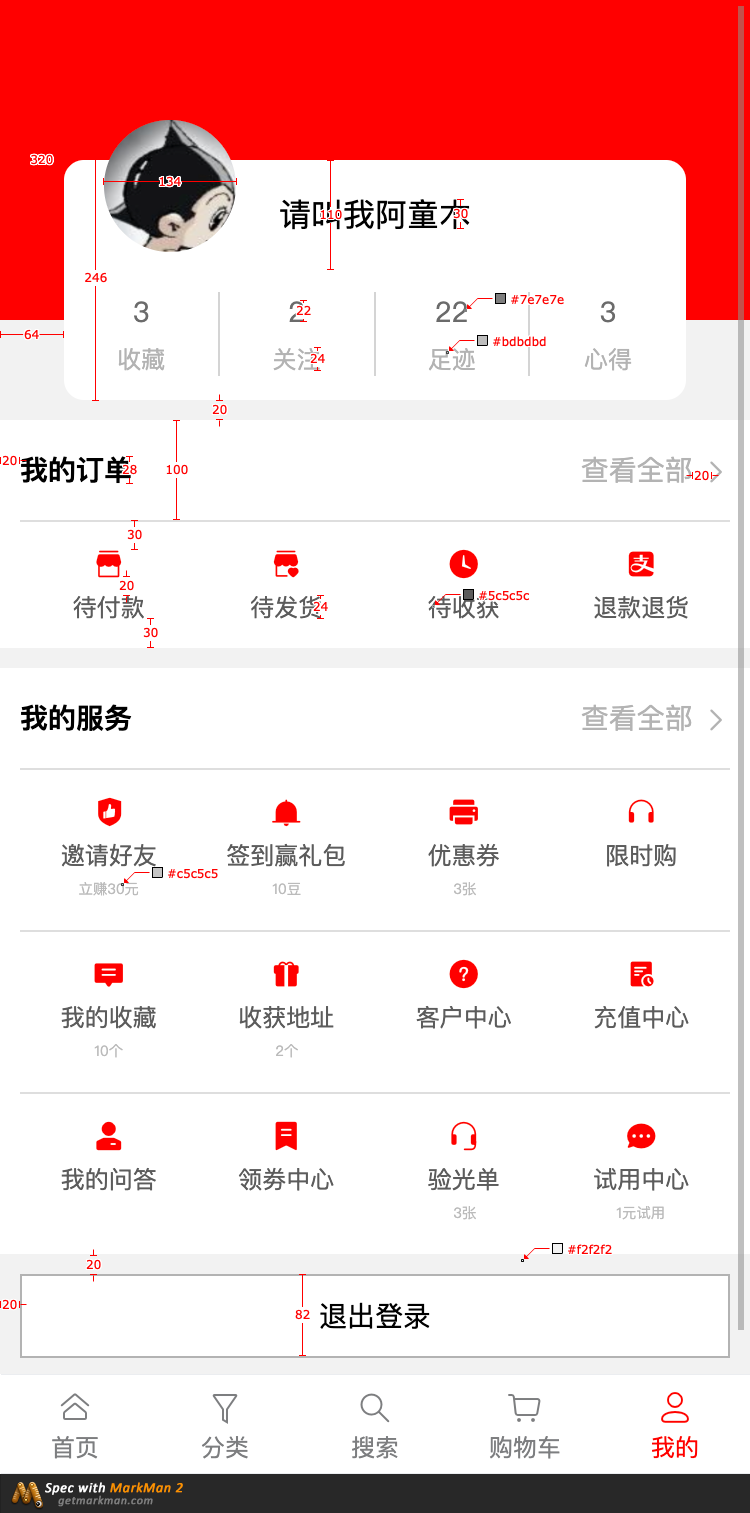 320
134
请叫我阿童木
110
30
246
3
2
22
3
22
#7e7e7e
64
收藏
关注
足迹
心得
24
#bdbdbd
20
20
我的订单
28
100
查看全部
20
30
20
待付款
待发货
24
待收获
#5c5c5c
退款退货
30
我的服务
查看全部
邀请好友
签到赢礼包
优惠券
限时购
#c5c5c5
立赚30元
10豆
3张
我的收藏
收获地址
客户中心
充值中心
10个
2个
我的问答
领券中心
验光单
试用中心
3张
1元试用
#f2f2f2
20
20
82
退出登录
首页
分类
搜索
购物车
我的
Spec with MarkMan 2
getmarkman.com